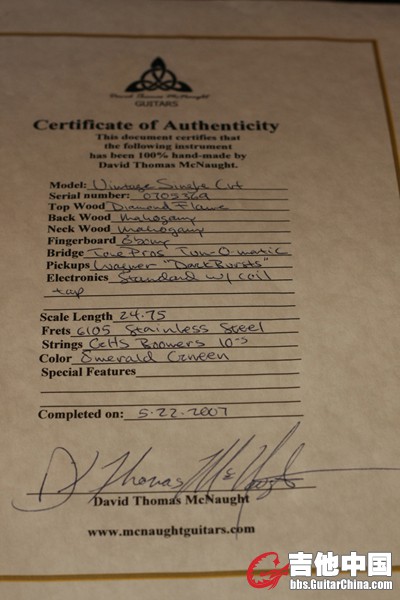 David Thomas McNaught
GUITARS
Certificate of Authenticity
This document certifies that
the following instrument
has been 100% hand-made by
David Thomas McNaught.
Model: Vintage Single Cut
Serial number: 0705329
Top Wood Diamond Flame
Back Wood Mahogany
Neck Wood Mahogany
Fingerboard Ebony
Bridge Tone Pros Tun-O-matic
Pickups Wagner "DarkBursts"
Electronics Standard w/ coil
tap
Scale Length 24.75
Frets 6105 Stainless Steel
Strings GHS Boomers 10-s
Color Emerald Green
Special Features
Completed on: 5-22-2007
D Thomas McNaught
David Thomas McNaught
www.mcnaughtguitars.com
吉他中国
bbs.GuitarChina.com